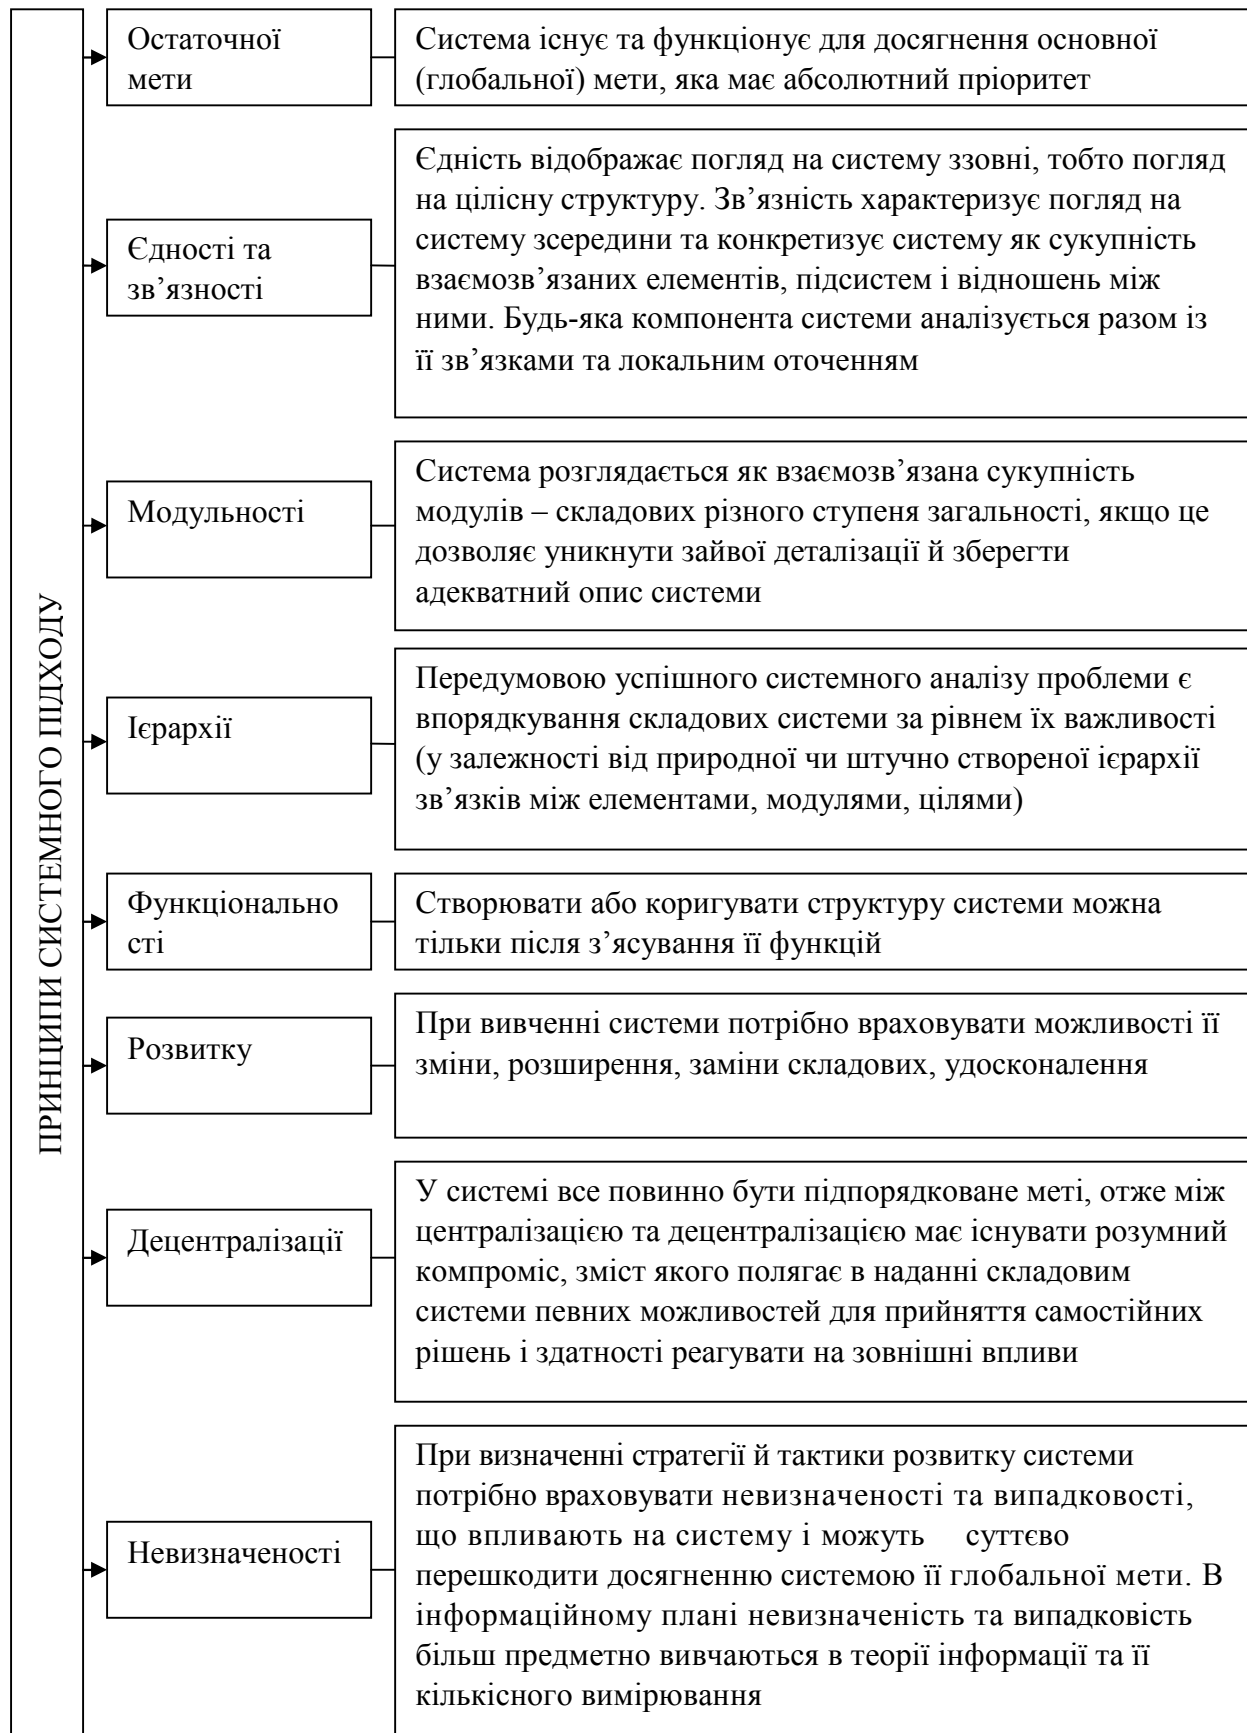 ПРИНЦИПИ СИСТЕМНОГО ПІДХОДУ
Остаточної
мети
Система існує та функціонує для досягнення основної
(глобальної) мети, яка має абсолютний пріоритет
Єдності та
зв’язності
Єдність відображає погляд на систему ззовні, тобто погляд
на цілісну структуру. Зв’язність характеризує погляд на
систему зсередини та конкретизує систему як сукупність
взаємозв’язаних елементів, підсистем і відношень між
ними. Будь-яка компонента системи аналізується разом із
її зв’язками та локальним оточенням
Модульності
Система розглядається як взаємозв’язана сукупність
модулів – складових різного ступеня загальності, якщо це
дозволяє уникнути зайвої деталізації й зберегти
адекватний опис системи
Ієрархії
Передумовою успішного системного аналізу проблеми є
впорядкування складових системи за рівнем їх важливості
(у залежності від природної чи штучно створеної ієрархії
зв’язків між елементами, модулями, цілями)
Функціонально
сті
Створювати або коригувати структуру системи можна
тільки після з’ясування її функцій
Розвитку
При вивченні системи потрібно враховувати можливості її
зміни, розширення, заміни складових, удосконалення
Децентралізації
У системі все повинно бути підпорядковане меті, отже між
централізацією та децентралізацією має існувати розумний
компроміс, зміст якого полягає в наданні складовим
системи певних можливостей для прийняття самостійних
рішень і здатності реагувати на зовнішні впливи
Невизначеності
При визначенні стратегії й тактики розвитку системи
потрібно враховувати невизначеності та випадковості,
що впливають на систему і можуть суттєво
перешкодити досягненню системою її глобальної мети. В
інформаційному плані невизначеність та випадковість
більш предметно вивчаються в теорії інформації та її
кількісного вимірювання